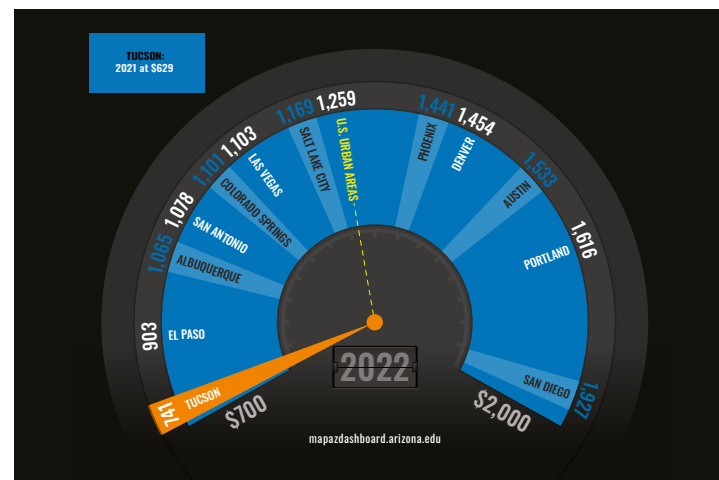 TUCSON:
2021 at $629
741
TUCSON
903
EL PASO
1,065
ALBUQUERQUE
1,078
SAN ANTONIO
1,101
COLORADO SPRINGS
1,103
LAS VEGAS
1,169
SALT LAKE CITY
1,259
U.S. URBAN AREAS
1,441
PHOENIX
1,454
DENVER
1,533
AUSTIN
1,616
PORTLAND
1,927
SAN DIEGO
$700
2022
$2,000
mapazdashboard.arizona.edu